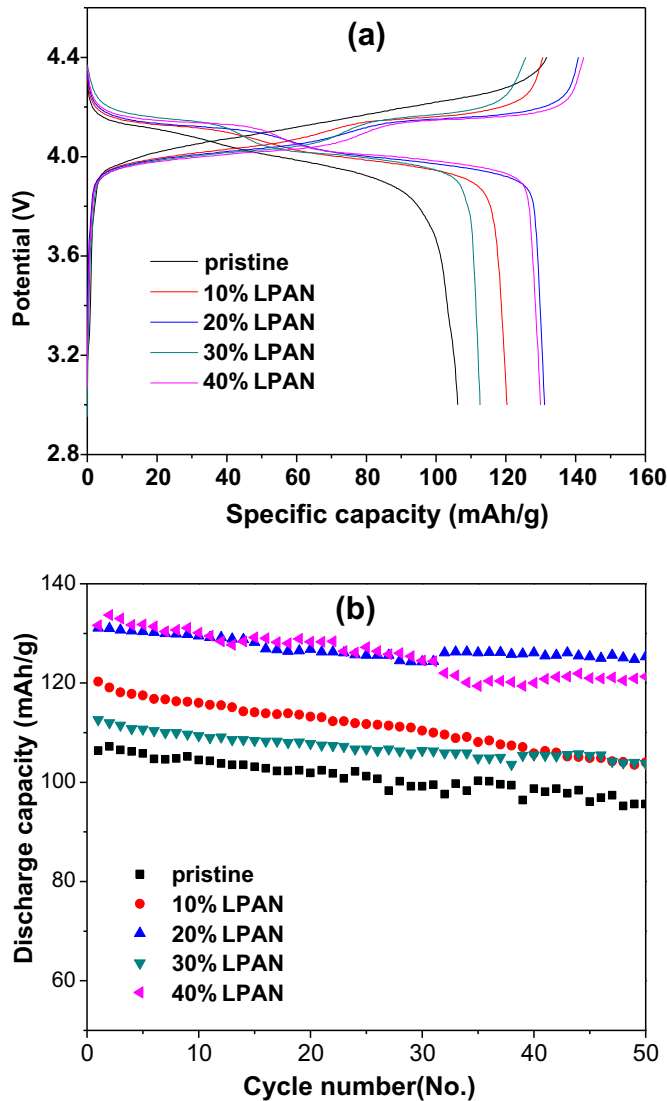 (a)
4.4
4.0
3.6
3.2
2.8
Potential (V)
pristine
10% LPAN
20% LPAN
30% LPAN
40% LPAN
0 20 40 60 80 100 120 140 160
Specific capacity (mAh/g)
(b)
140
120
100
80
60
Discharge capacity (mAh/g)
pristine
10% LPAN
20% LPAN
30% LPAN
40% LPAN
0 10 20 30 40 50
Cycle number(No.)